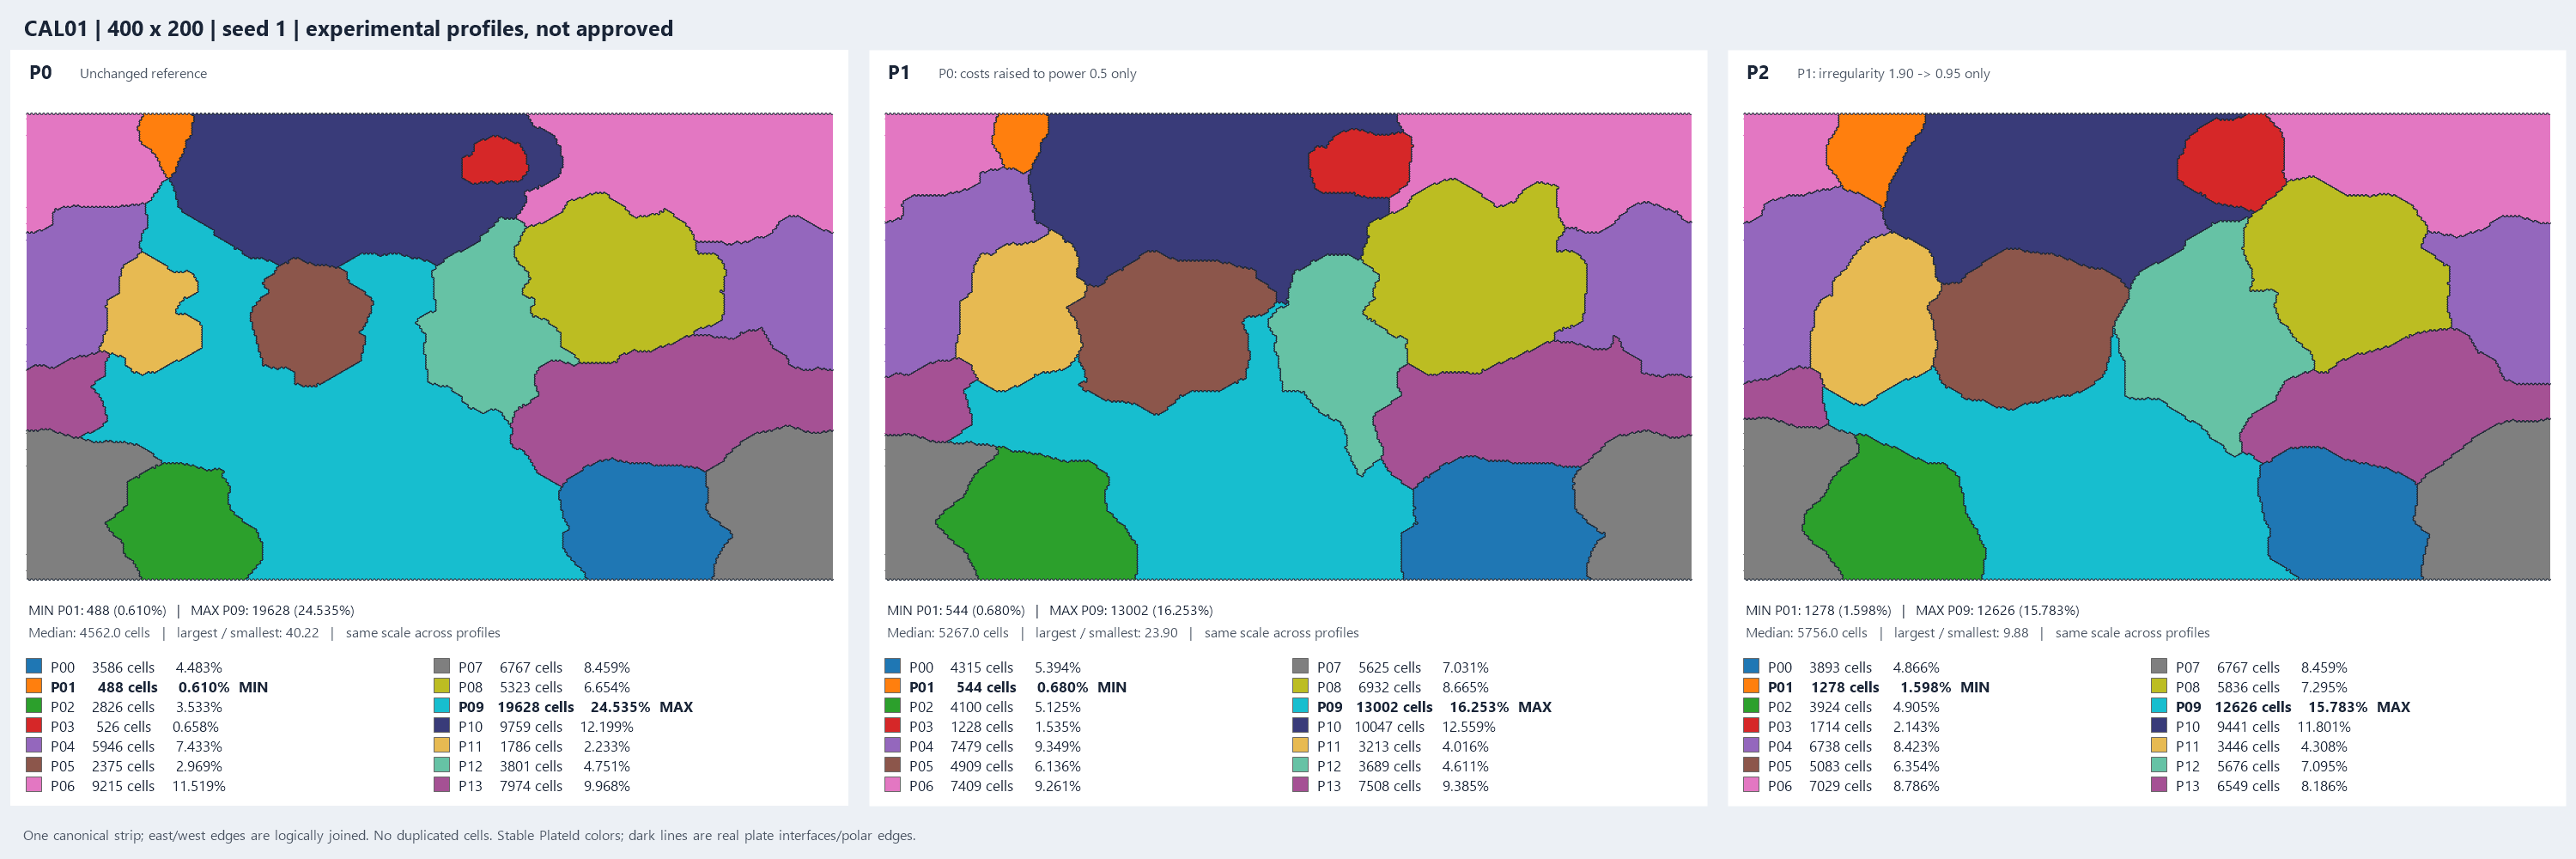 CAL01 | 400 x 200 | seed 1 | experimental profiles, not approved
P0 Unchanged reference
MIN P01: 488 (0.610%) | MAX P09: 19628 (24.535%)
Median: 4562.0 cells | largest / smallest: 40.22 | same scale across profiles
P00 3586 cells 4.483%
P01 488 cells 0.610% MIN
P02 2826 cells 3.533%
P03 526 cells 0.658%
P04 5946 cells 7.433%
P05 2375 cells 2.969%
P06 9215 cells 11.519%
P07 6767 cells 8.459%
P08 5323 cells 6.654%
P09 19628 cells 24.535% MAX
P10 9759 cells 12.199%
P11 1786 cells 2.233%
P12 3801 cells 4.751%
P13 7974 cells 9.968%
P1 P0: costs raised to power 0.5 only
MIN P01: 544 (0.680%) | MAX P09: 13002 (16.253%)
Median: 5267.0 cells | largest / smallest: 23.90 | same scale across profiles
P00 4315 cells 5.394%
P01 544 cells 0.680% MIN
P02 4100 cells 5.125%
P03 1228 cells 1.535%
P04 7479 cells 9.349%
P05 4909 cells 6.136%
P06 7409 cells 9.261%
P07 5625 cells 7.031%
P08 6932 cells 8.665%
P09 13002 cells 16.253% MAX
P10 10047 cells 12.559%
P11 3213 cells 4.016%
P12 3689 cells 4.611%
P13 7508 cells 9.385%
P2 P1: irregularity 1.90 -> 0.95 only
MIN P01: 1278 (1.598%) | MAX P09: 12626 (15.783%)
Median: 5756.0 cells | largest / smallest: 9.88 | same scale across profiles
P00 3893 cells 4.866%
P01 1278 cells 1.598% MIN
P02 3924 cells 4.905%
P03 1714 cells 2.143%
P04 6738 cells 8.423%
P05 5083 cells 6.354%
P06 7029 cells 8.786%
P07 6767 cells 8.459%
P08 5836 cells 7.295%
P09 12626 cells 15.783% MAX
P10 9441 cells 11.801%
P11 3446 cells 4.308%
P12 5676 cells 7.095%
P13 6549 cells 8.186%
One canonical strip; east/west edges are logically joined. No duplicated cells. Stable PlateId colors; dark lines are real plate interfaces/polar edges.